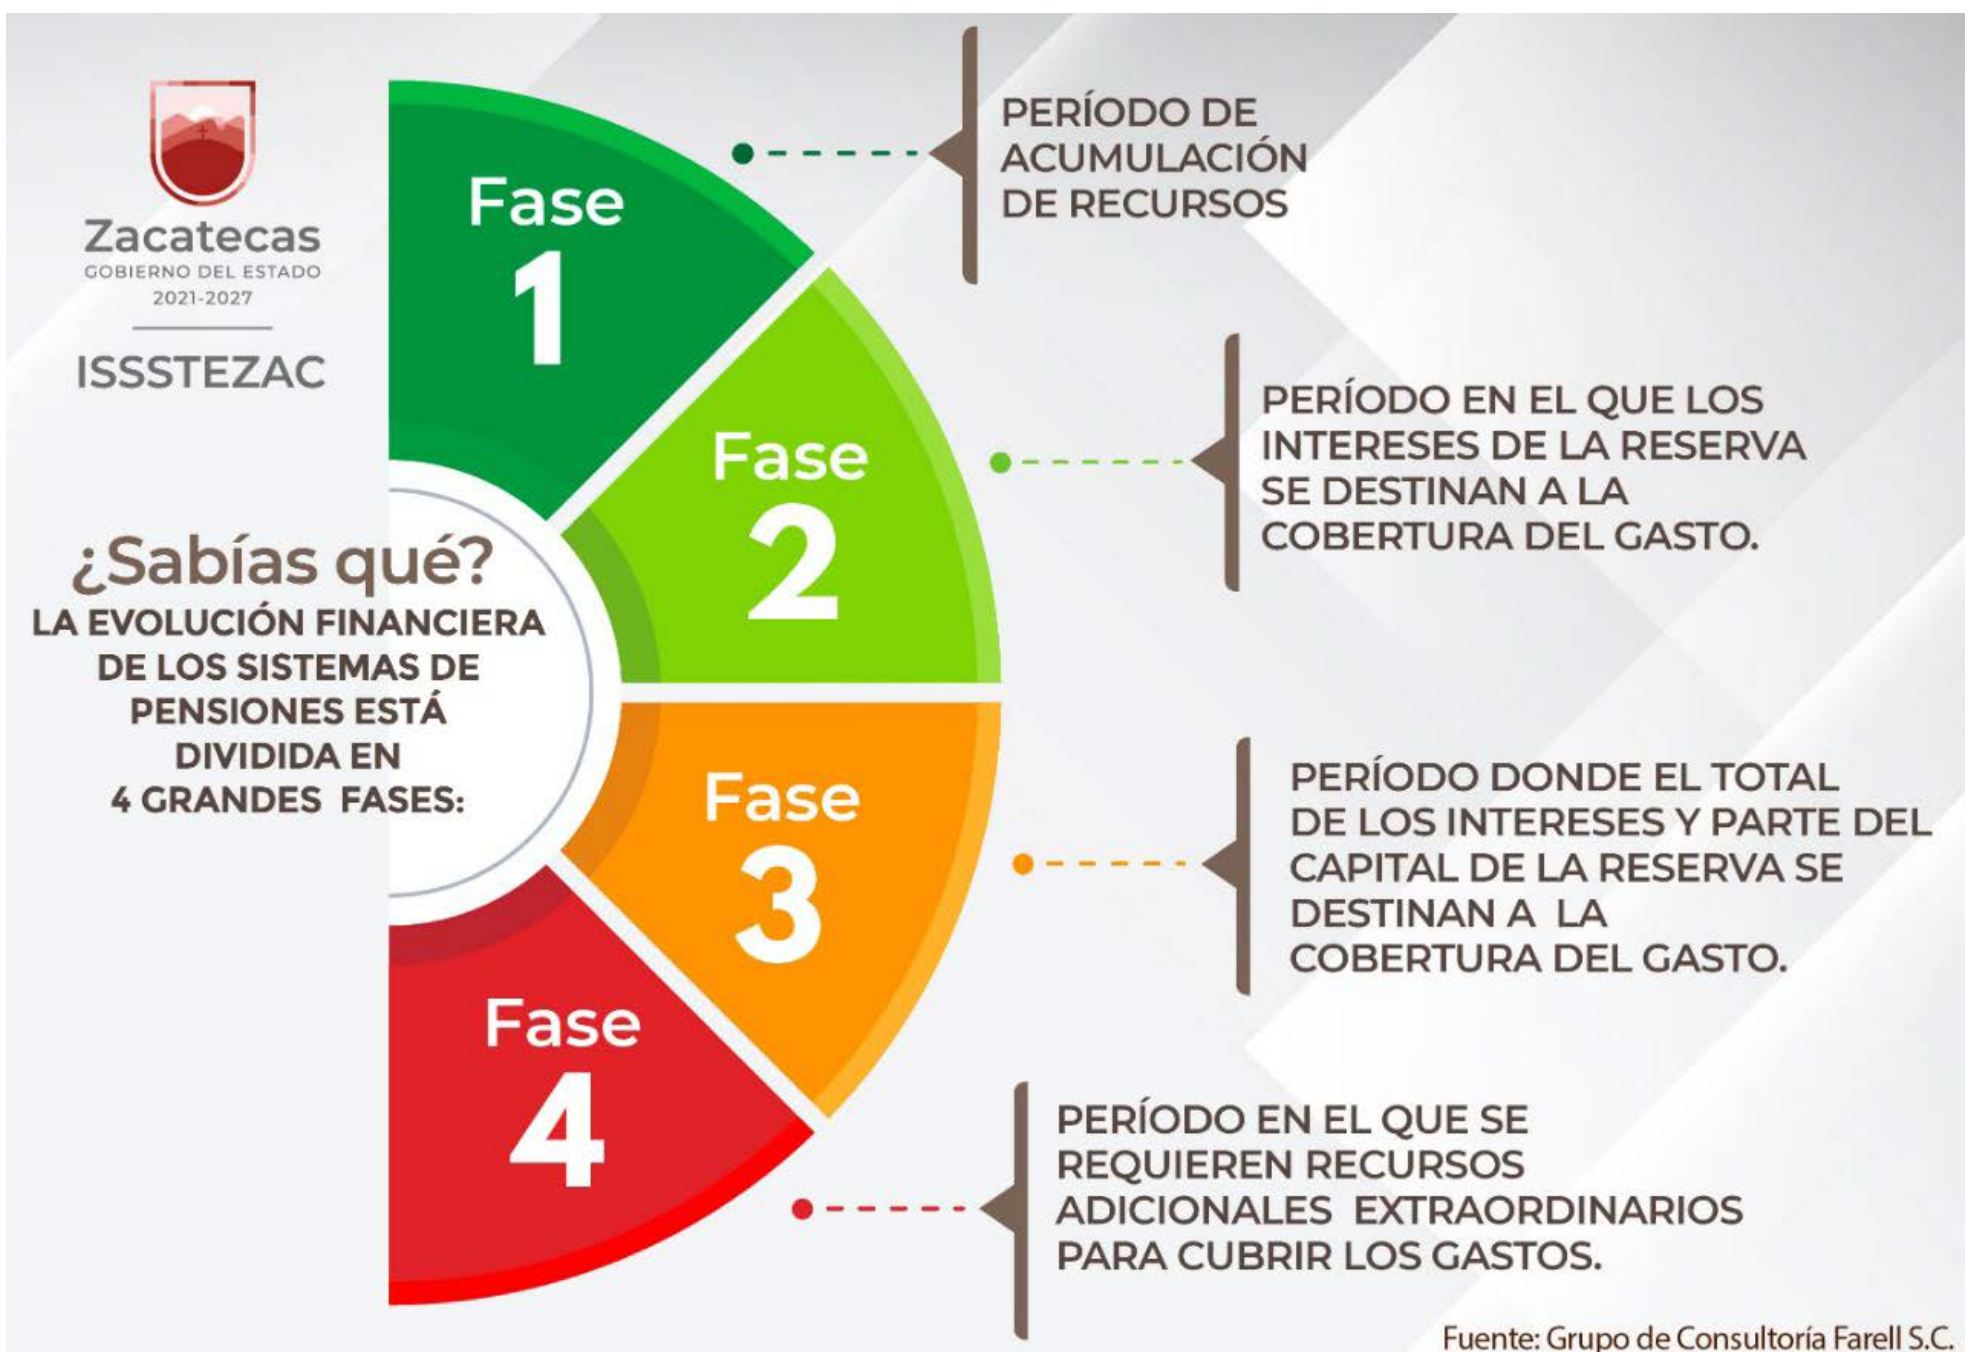 Zacatecas
GOBIERNO DEL ESTADO
2021-2027
ISSSTEZAC
¿Sabías qué?
LA EVOLUCIÓN FINANCIERA
DE LOS SISTEMAS DE
PENSIONES ESTÁ
DIVIDIDA EN
4 GRANDES FASES:
Fase
1
PERÍODO DE
ACUMULACIÓN
DE RECURSOS
Fase
2
PERÍODO EN EL QUE LOS
INTERESES DE LA RESERVA
SE DESTINAN A LA
COBERTURA DEL GASTO.
Fase
3
PERÍODO DONDE EL TOTAL
DE LOS INTERESES Y PARTE DEL
CAPITAL DE LA RESERVA SE
DESTINAN A LA
COBERTURA DEL GASTO.
Fase
4
PERÍODO EN EL QUE SE
REQUIEREN RECURSOS
ADICIONALES EXTRAORDINARIOS
PARA CUBRIR LOS GASTOS.
Fuente: Grupo de Consultoría Farell S.C.